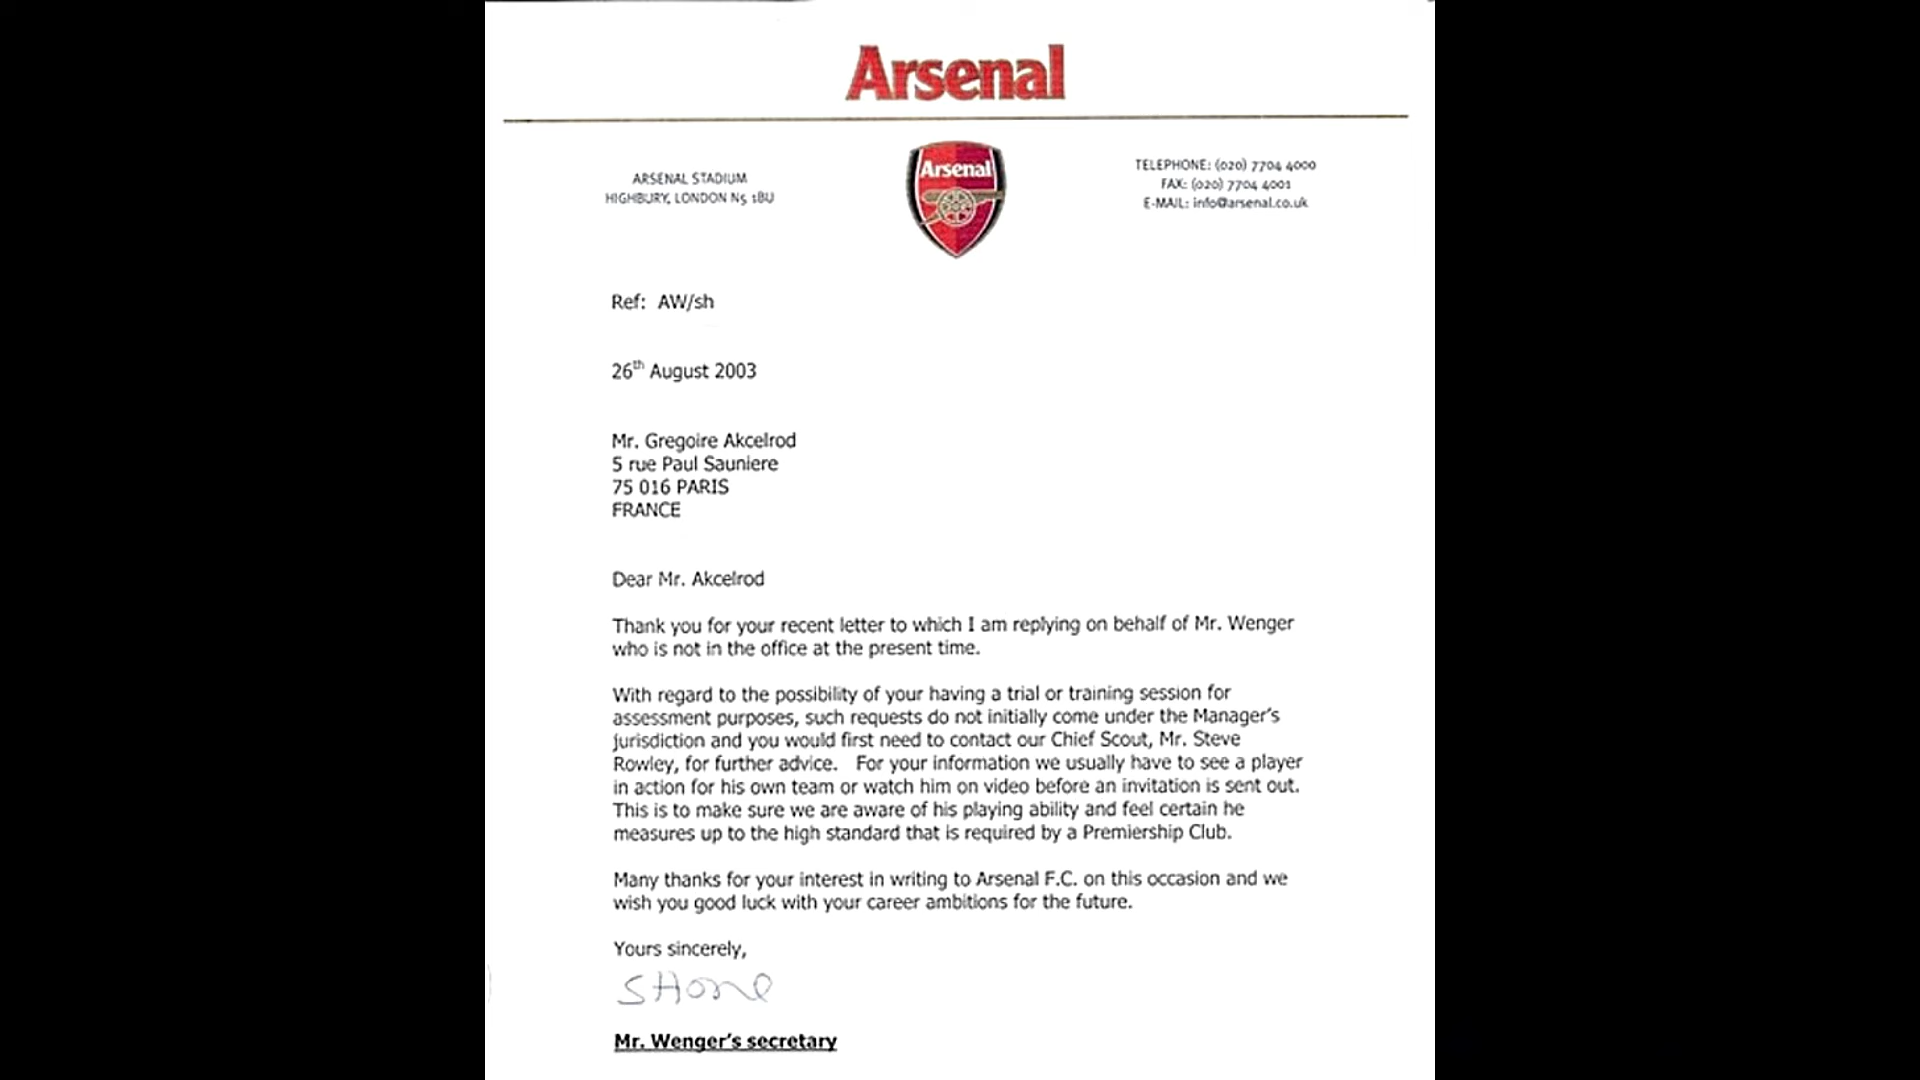 Arsenal
ARSENAL STADIUM
HIGHBURY, LONDON N5 1BU
Arsenal
TELEPHONE: (020) 7704 4000
FAX: (020) 7704 4001
E-MAIL: info@arsenal.co.uk
Ref: AW/sh
26th August 2003
Mr. Gregoire Akcelrod
5 rue Paul Sauniere
75 016 PARIS
FRANCE
Dear Mr. Akcelrod
Thank you for your recent letter to which I am replying on behalf of Mr. Wenger
who is not in the office at the present time.
With regard to the possibility of your having a trial or training session for
assessment purposes, such requests do not initially come under the Manager's
jurisdiction and you would first need to contact our Chief Scout, Mr. Steve
Rowley, for further advice. For your information we usually have to see a player
in action for his own team or watch him on video before an invitation is sent out.
This is to make sure we are aware of his playing ability and feel certain he
measures up to the high standard that is required by a Premiership Club.
Many thanks for your interest in writing to Arsenal F.C. on this occasion and we
wish you good luck with your career ambitions for the future.
Yours sincerely,
Mr. Wenger's secretary